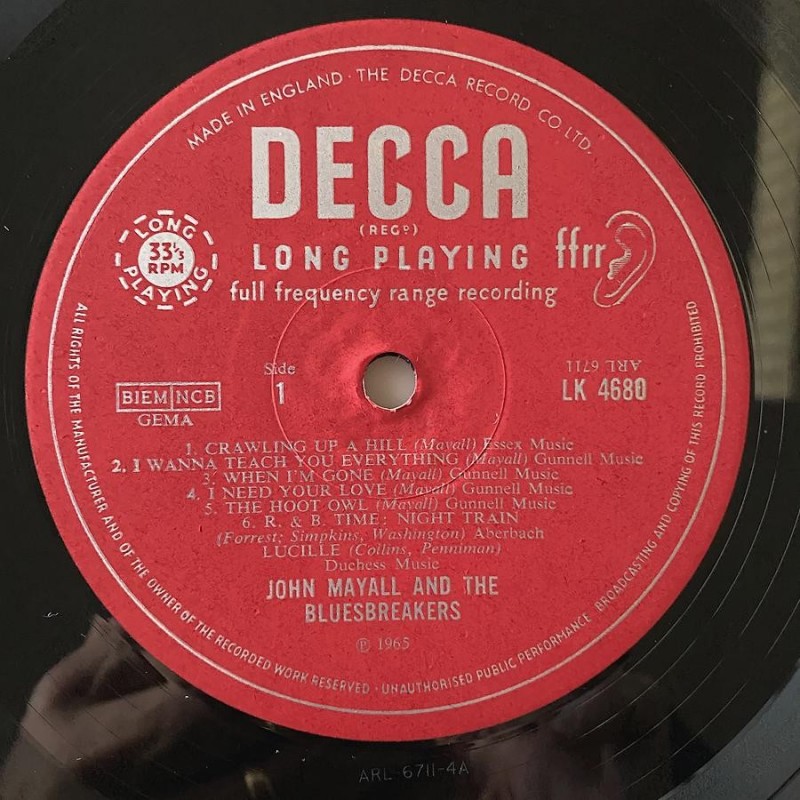 MADE IN ENGLAND · THE DECCA RECORD CO. LTD.
DECCA
(REGD)
LONG PLAYING
ffrr
full frequency range recording
LONG
33 1/3
RPM
PLAYING
Side
1
ARL 6711
LK 4680
BIEM NCB
GEMA
1. CRAWLING UP A HILL (Mayall) Essex Music
2. I WANNA TEACH YOU EVERYTHING (Mayall) Gunnell Music
3. WHEN I'M GONE (Mayall) Gunnell Music
4. I NEED YOUR LOVE (Mayall) Gunnell Music
5. THE HOOT OWL (Mayall) Gunnell Music
6. R. & B. TIME: NIGHT TRAIN
(Forrest; Simpkins, Washington) Aberbach
LUCILLE (Collins, Penniman)
Duchess Music
JOHN MAYALL AND THE
BLUESBREAKERS
℗ 1965
ALL RIGHTS OF THE MANUFACTURER AND OF THE OWNER OF THE RECORDED WORK RESERVED · UNAUTHORISED PUBLIC PERFORMANCE BROADCASTING AND COPYING OF THIS RECORD PROHIBITED
ARL-6711-4A